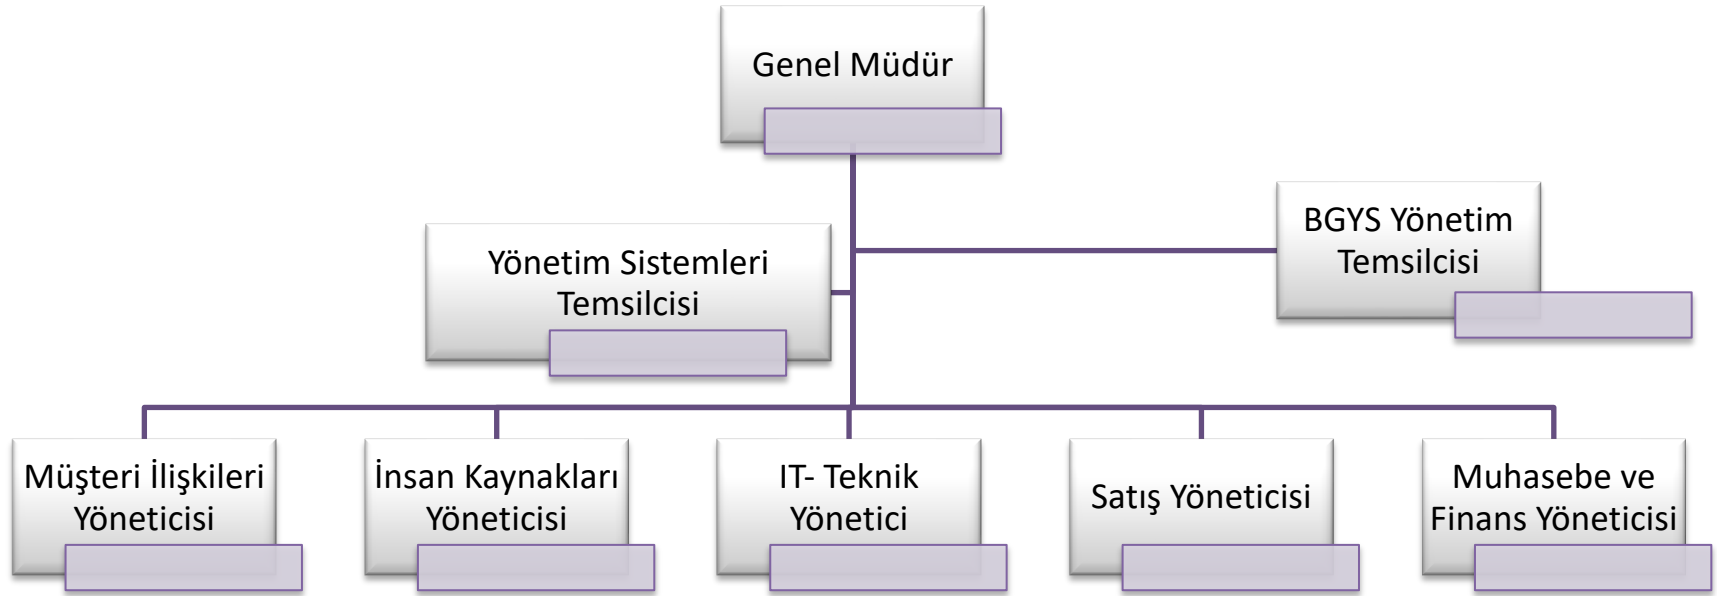 Genel Müdür
BGYS Yönetim
Temsilcisi
Yönetim Sistemleri
Temsilcisi
Müşteri İlişkileri
Yöneticisi
İnsan Kaynakları
Yöneticisi
IT- Teknik
Yönetici
Satış Yöneticisi
Muhasebe ve
Finans Yöneticisi